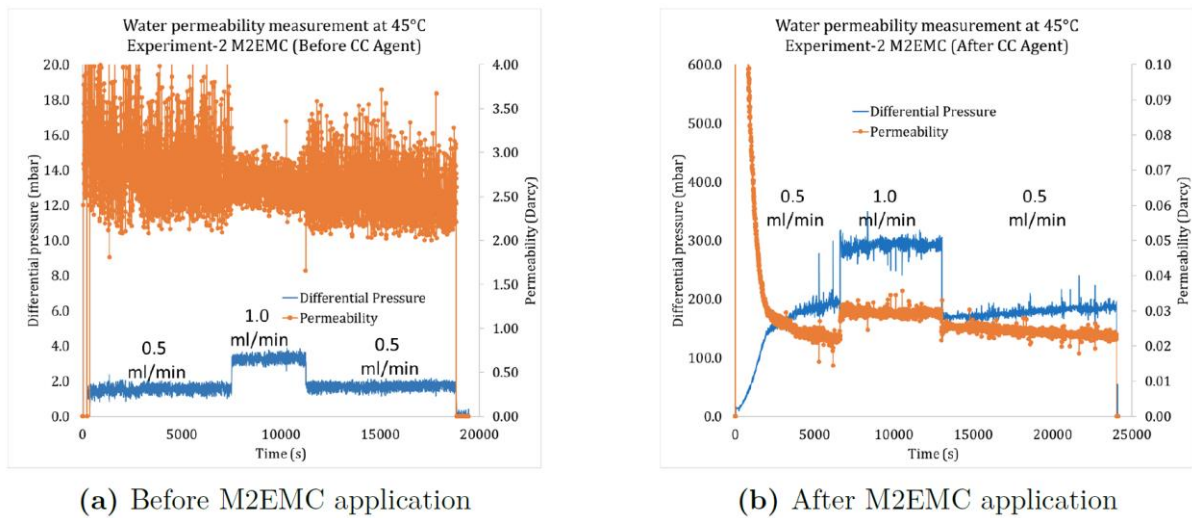 Water permeability measurement at 45°C
Experiment-2 M2EMC (Before CC Agent)
20.0
18.0
16.0
14.0
12.0
10.0
8.0
6.0
4.0
2.0
0.0
Differential pressure (mbar)
4.00
3.50
3.00
2.50
2.00
1.50
1.00
0.50
0.00
Permeability (Darcy)
Differential Pressure
Permeability
0.5
ml/min
1.0
ml/min
0.5
ml/min
0
5000
10000
15000
20000
Time (s)
(a) Before M2EMC application
Water permeability measurement at 45°C
Experiment-2 M2EMC (After CC Agent)
600.0
500.0
400.0
300.0
200.0
100.0
0.0
Differential pressure (mbar)
0.10
0.09
0.08
0.07
0.06
0.05
0.04
0.03
0.02
0.01
0.00
Permeability (Darcy)
Differential Pressure
Permeability
0.5
ml/min
1.0
ml/min
0.5
ml/min
0
5000
10000
15000
20000
25000
Time (s)
(b) After M2EMC application